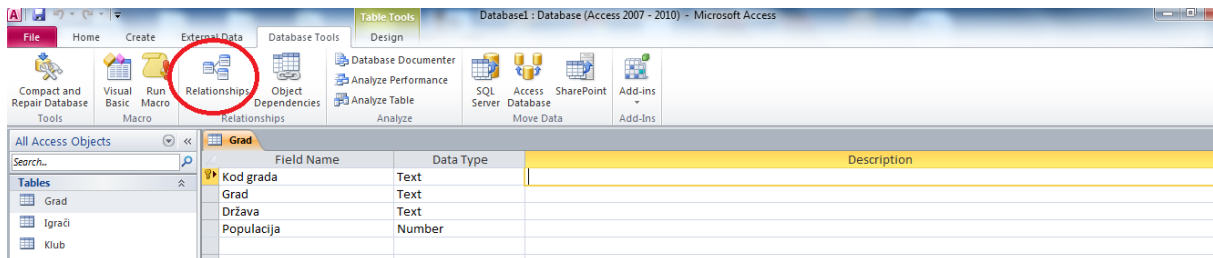 A
Table Tools
Database1 : Database (Access 2007 - 2010) - Microsoft Access
File Home Create External Data Database Tools Design
Compact and Repair Database
Visual Basic
Run Macro
Relationships
Object Dependencies
Database Documenter
Analyze Performance
Analyze Table
SQL Server
Access Database
SharePoint
Add-ins
Tools Macro Relationships Analyze Move Data Add-Ins
All Access Objects
Search...
Tables
Grad
Igrači
Klub
Grad
Field Name Data Type Description
Kod grada Text
Grad Text
Država Text
Populacija Number